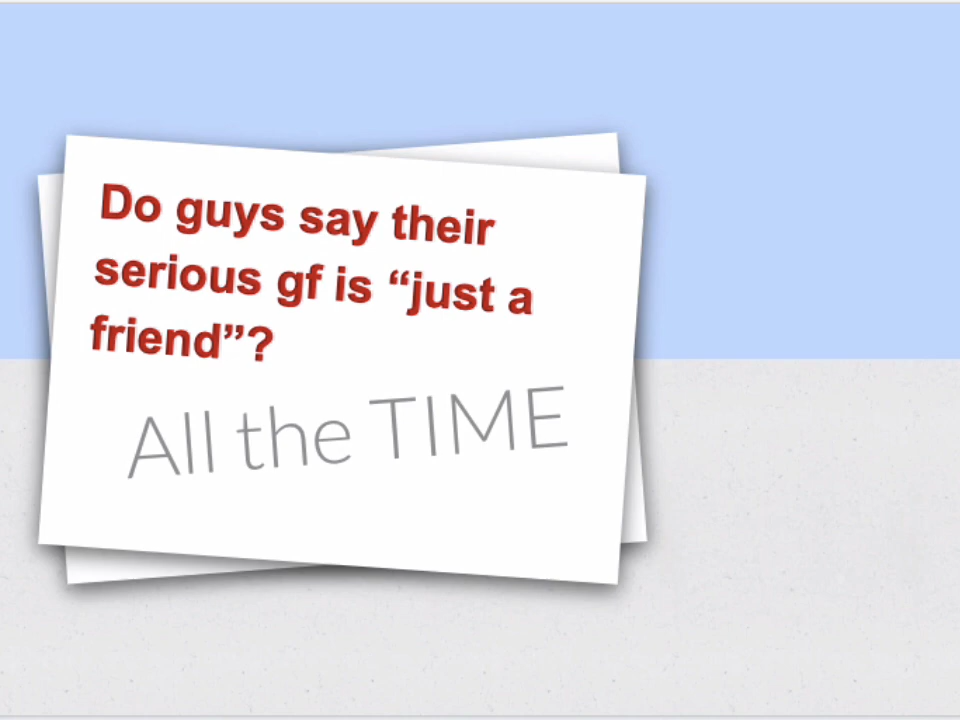 Do guys say their
serious gf is “just a
friend”?
All the TIME